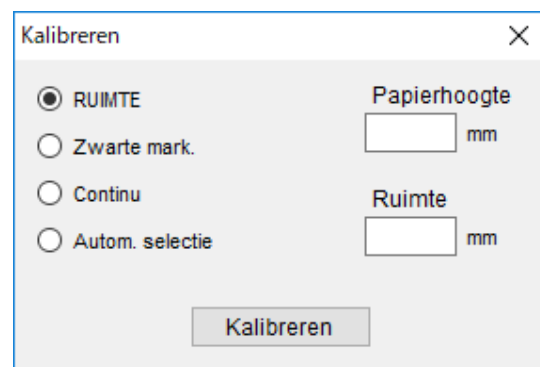 Kalibreren
RUIMTE
Zwarte mark.
Continu
Autom. selectie
Papierhoogte
mm
Ruimte
mm
Kalibreren